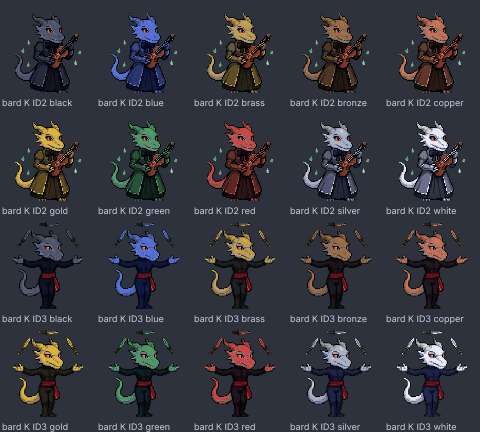 bard K ID2 black bard K ID2 blue bard K ID2 brass bard K ID2 bronze bard K ID2 copper
bard K ID2 gold bard K ID2 green bard K ID2 red bard K ID2 silver bard K ID2 white
bard K ID3 black bard K ID3 blue bard K ID3 brass bard K ID3 bronze bard K ID3 copper
bard K ID3 gold bard K ID3 green bard K ID3 red bard K ID3 silver bard K ID3 white